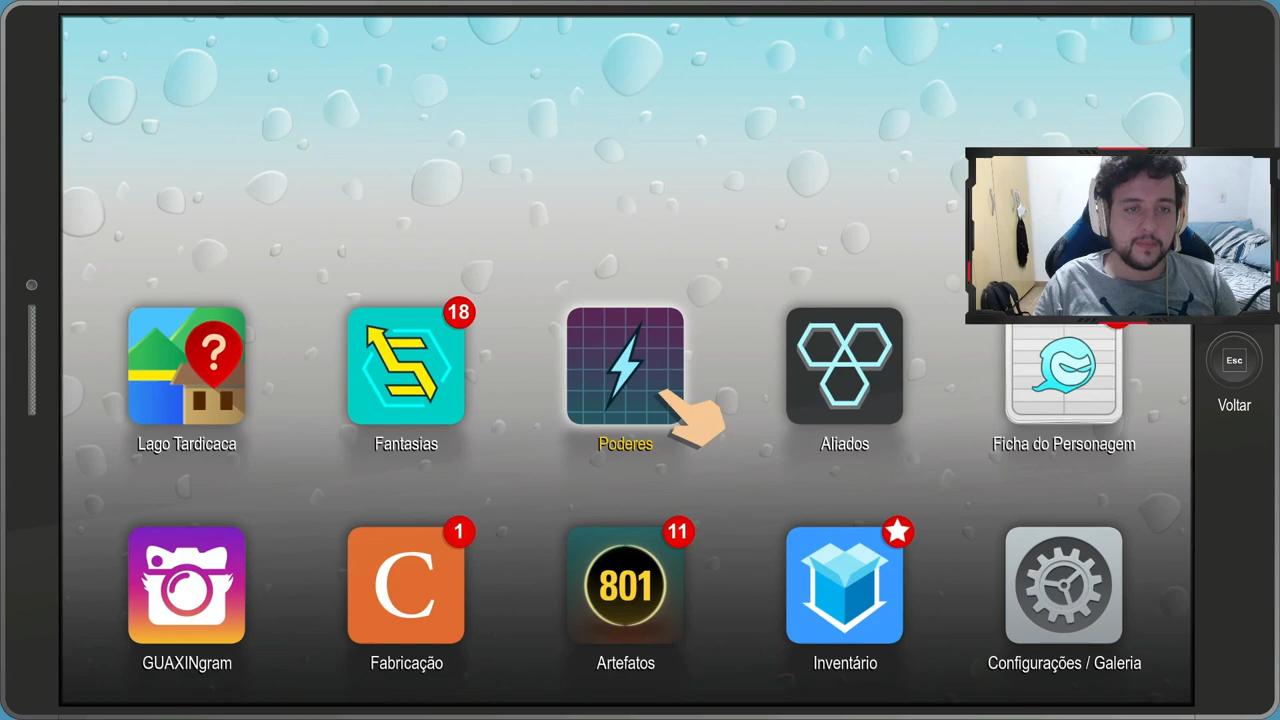 18
Lago Tardicaca
Fantasias
Poderes
Aliados
Ficha do Personagem
Esc
Voltar
1
11
C
801
GUAXINgram
Fabricação
Artefatos
Inventário
Configurações / Galeria